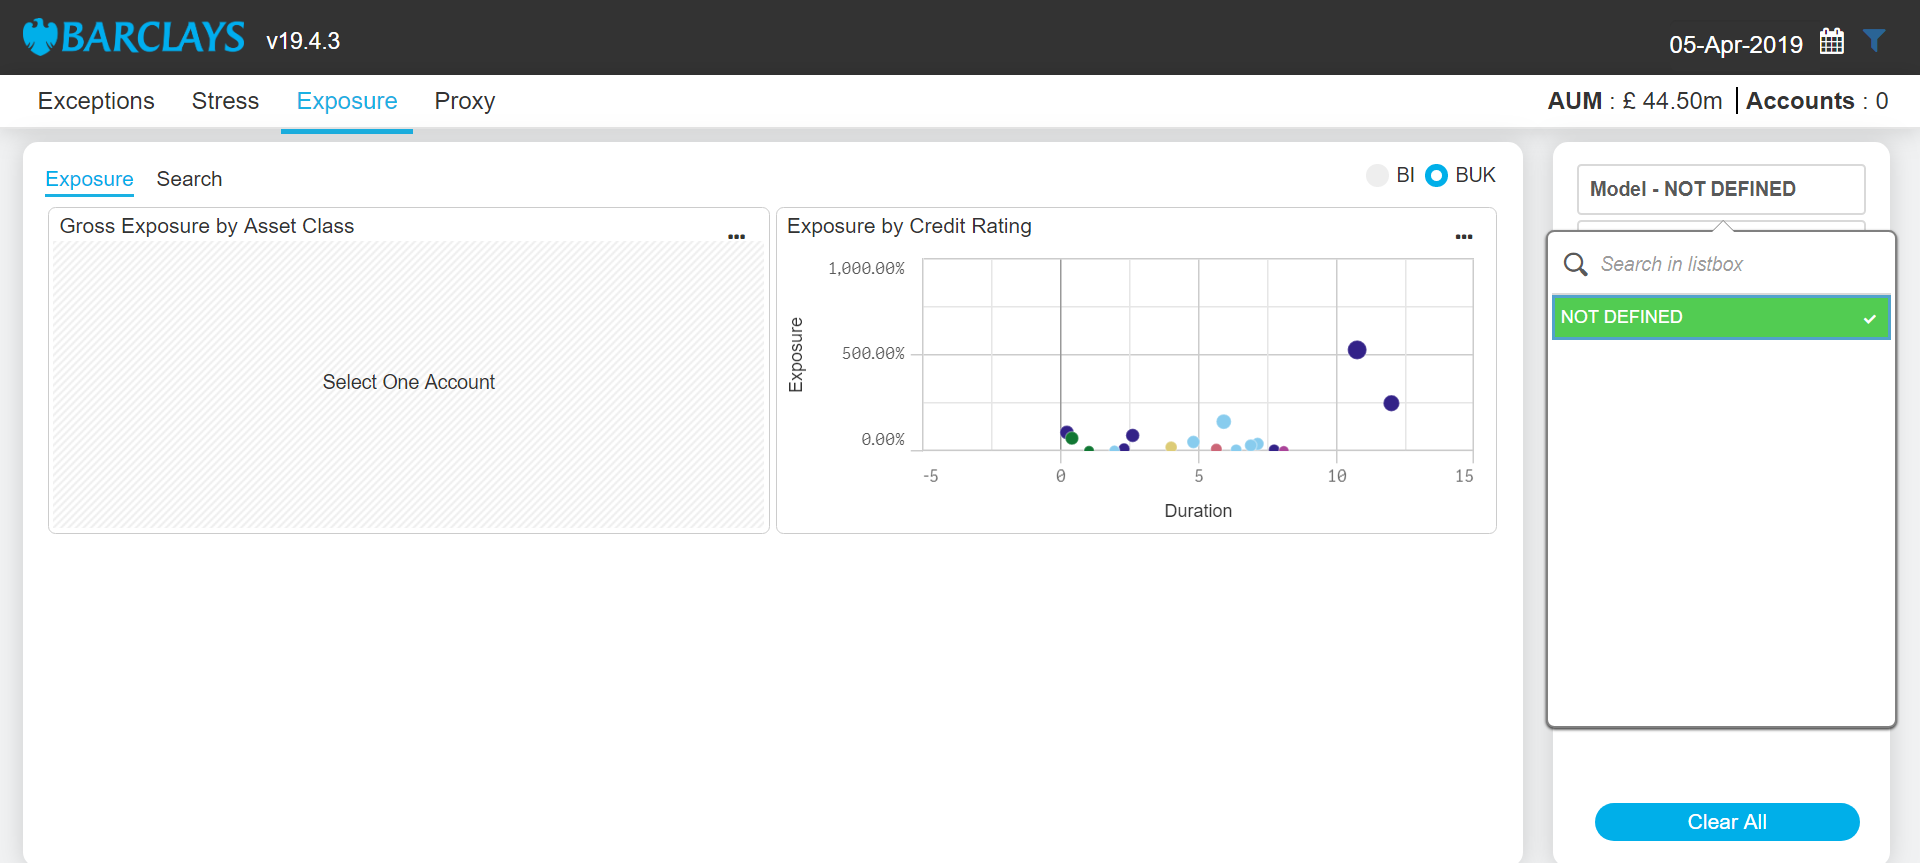 BARCLAYS v19.4.3
05-Apr-2019
Exceptions Stress Exposure Proxy
AUM : £ 44.50m | Accounts : 0
Exposure Search
BI BUK
Model - NOT DEFINED
Gross Exposure by Asset Class
...
Select One Account
Exposure by Credit Rating
...
Exposure
1,000.00%
500.00%
0.00%
-5 0 5 10 15
Duration
Search in listbox
NOT DEFINED
Clear All